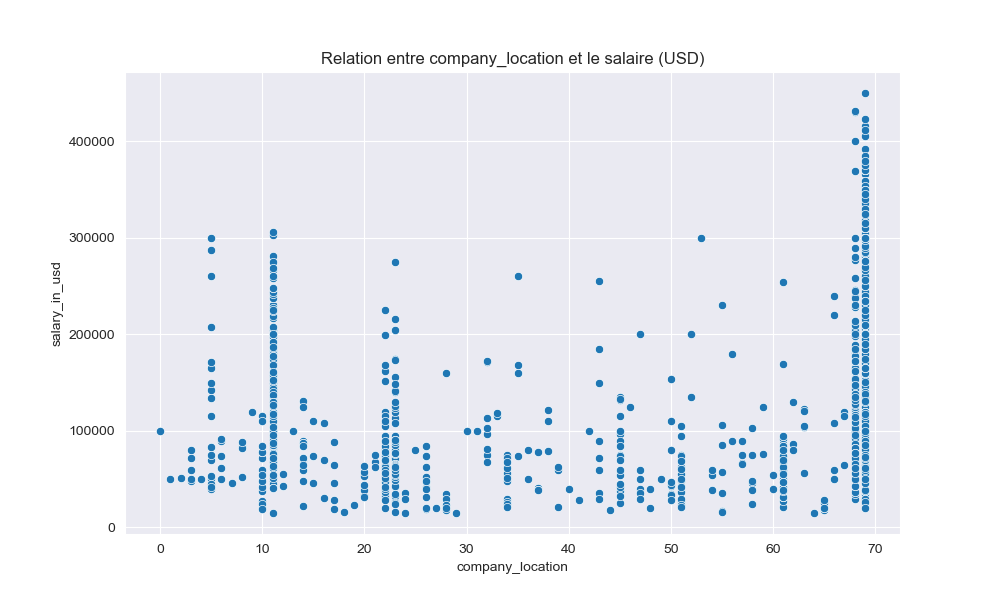 Relation entre company_location et le salaire (USD)
400000
300000
200000
100000
0
salary_in_usd
0 10 20 30 40 50 60 70
company_location